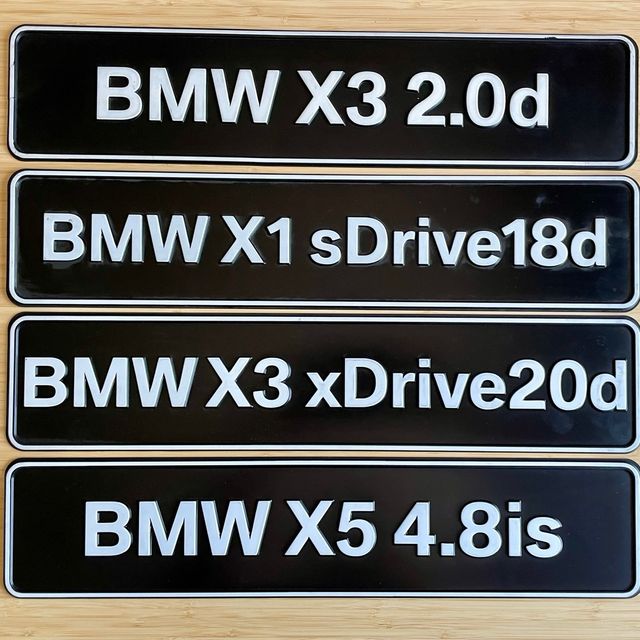 BMW X3 2.0d
BMW X1 sDrive18d
BMW X3 xDrive20d
BMW X5 4.8is